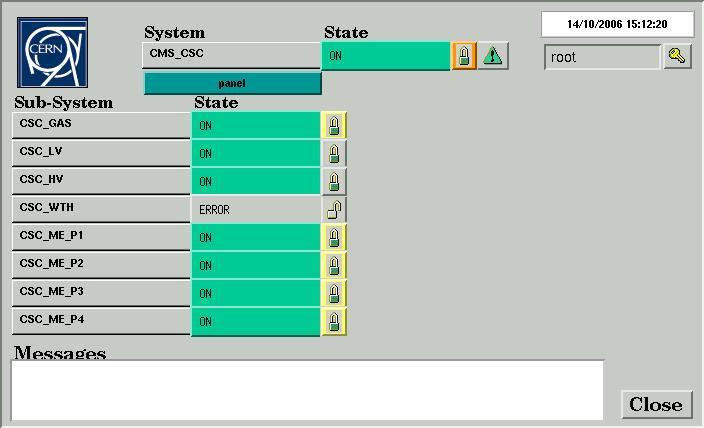 System State
14/10/2006 15:12:20
CERN
CMS_CSC ON
root
panel
Sub-System State
CSC_GAS ON
CSC_LV ON
CSC_HV ON
CSC_WTH ERROR
CSC_ME_P1 ON
CSC_ME_P2 ON
CSC_ME_P3 ON
CSC_ME_P4 ON
Messages
Close